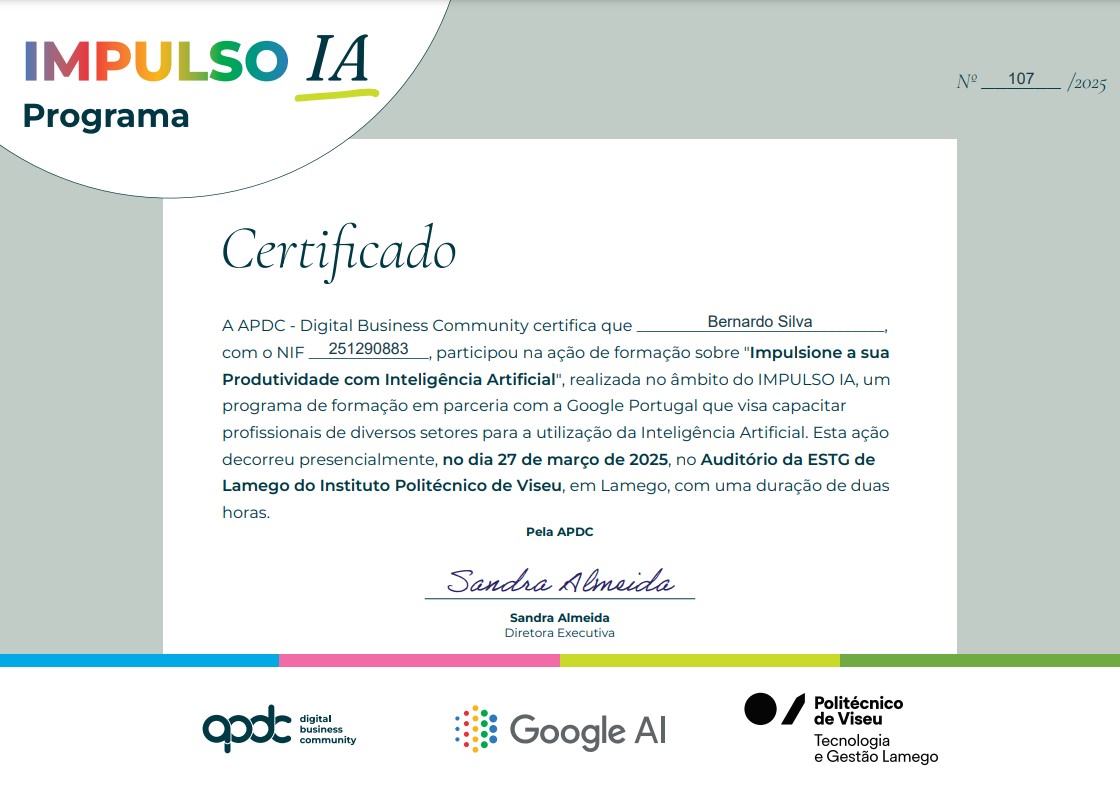 IMPULSO IA
Programa
Nº 107 /2025
Certificado
A APDC - Digital Business Community certifica que Bernardo Silva,
com o NIF 251290883, participou na ação de formação sobre "Impulsione a sua
Produtividade com Inteligência Artificial", realizada no âmbito do IMPULSO IA, um
programa de formação em parceria com a Google Portugal que visa capacitar
profissionais de diversos setores para a utilização da Inteligência Artificial. Esta ação
decorreu presencialmente, no dia 27 de março de 2025, no Auditório da ESTG de
Lamego do Instituto Politécnico de Viseu, em Lamego, com uma duração de duas
horas.
Pela APDC
Sandra Almeida
Sandra Almeida
Diretora Executiva
apdc
digital
business
community
Google AI
Politécnico
de Viseu
Tecnologia
e Gestão Lamego